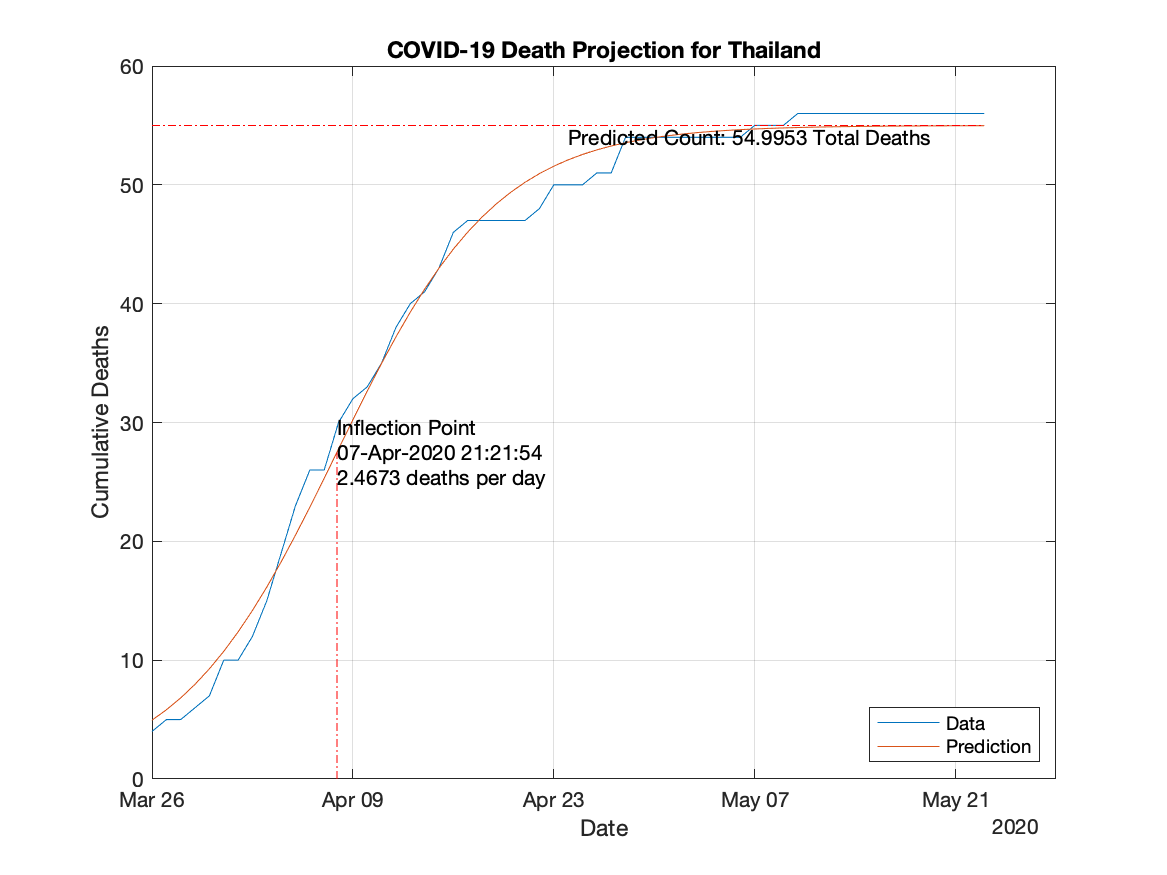 COVID-19 Death Projection for Thailand
60
50
40
30
20
10
0
Cumulative Deaths
Predicted Count: 54.9953 Total Deaths
Inflection Point
07-Apr-2020 21:21:54
2.4673 deaths per day
Data
Prediction
Mar 26
Apr 09
Apr 23
May 07
May 21
Date
2020